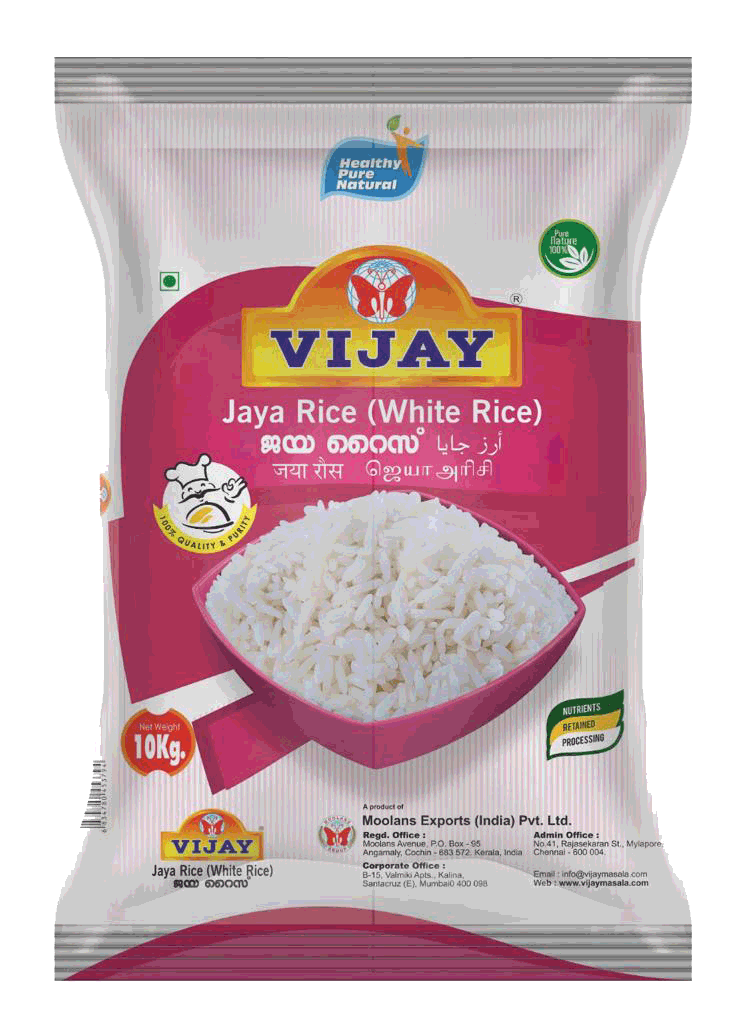 Healthy
Pure
Natural
Pure
Nature
100%
®
VIJAY
Jaya Rice (White Rice)
ജയ റൈസ് أرز جايا
जया रौस ஜெயா அரிசி
100% QUALITY & PURITY
NUTRIENTS
RETAINED
PROCESSING
Net Weight
10Kg.
VIJAY
Jaya Rice (White Rice)
ജയ റൈസ്
A product of
Moolans Exports (India) Pvt. Ltd.
Regd. Office :
Moolans Avenue, P.O. Box - 95
Angamaly, Cochin - 683 572. Kerala, India
Corporate Office :
B-15, Valmiki Apts., Kalina,
Santacruz (E), Mumbai0 400 098
Admin Office :
No.41, Rajasekaran St., Mylapore,
Chennai - 600 004.
Email : info@vijaymasala.com
Web : www.vijaymasala.com